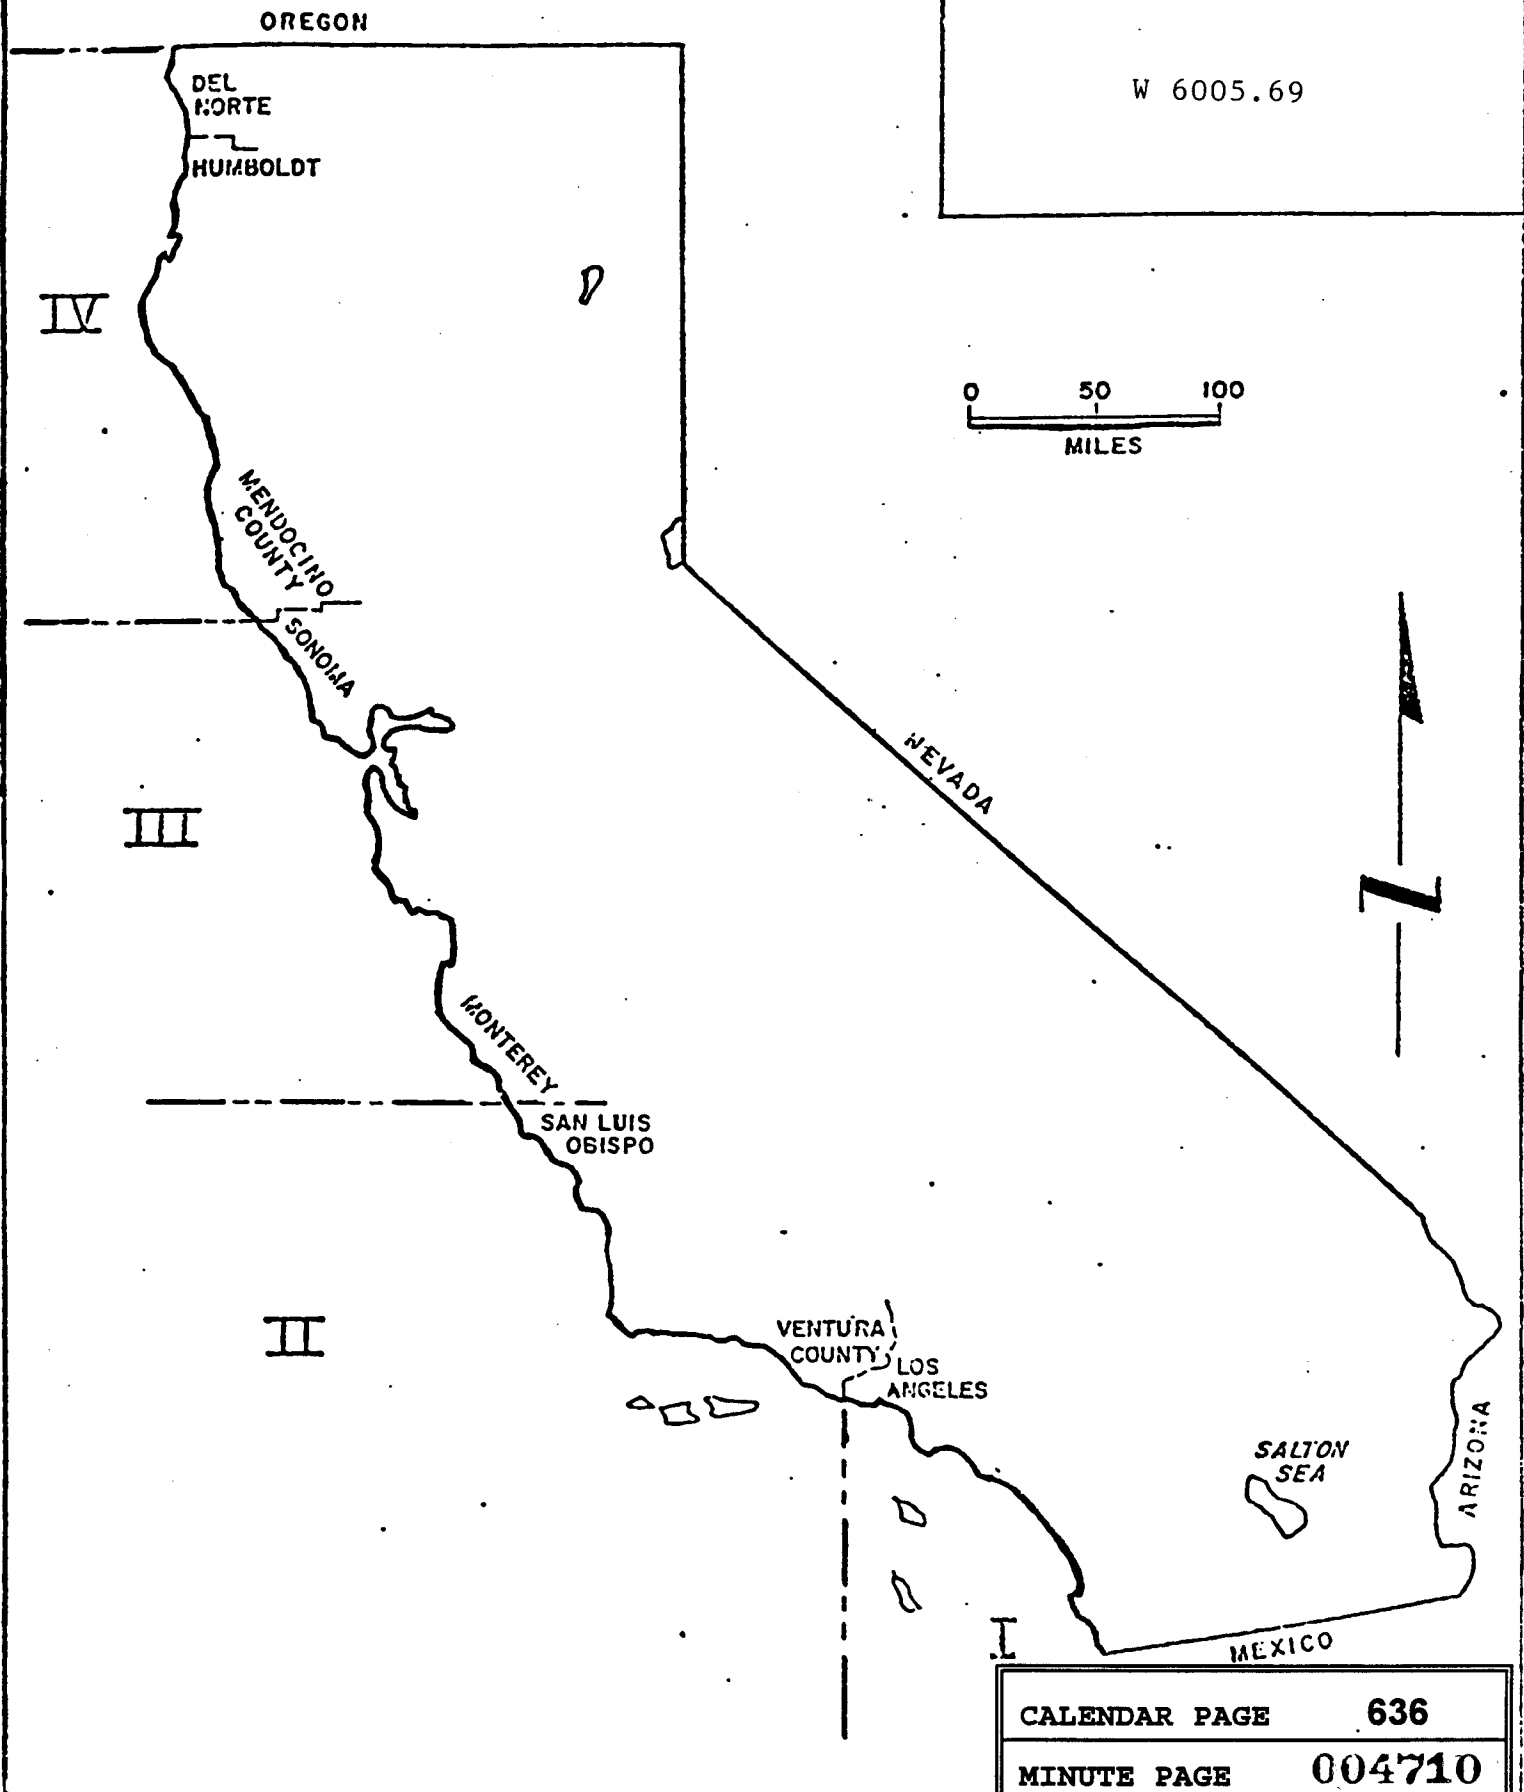 OREGON
W 6005.69
DEL
NORTE
HUMBOLDT
IV
0 50 100
MILES
MENDOCINO
COUNTY
SONOMA
NEVADA
III
N
MONTEREY
SAN LUIS
OBISPO
II
VENTURA
COUNTY
LOS
ANGELES
SALTON
SEA
ARIZONA
I
MEXICO
CALENDAR PAGE 636
MINUTE PAGE 004710